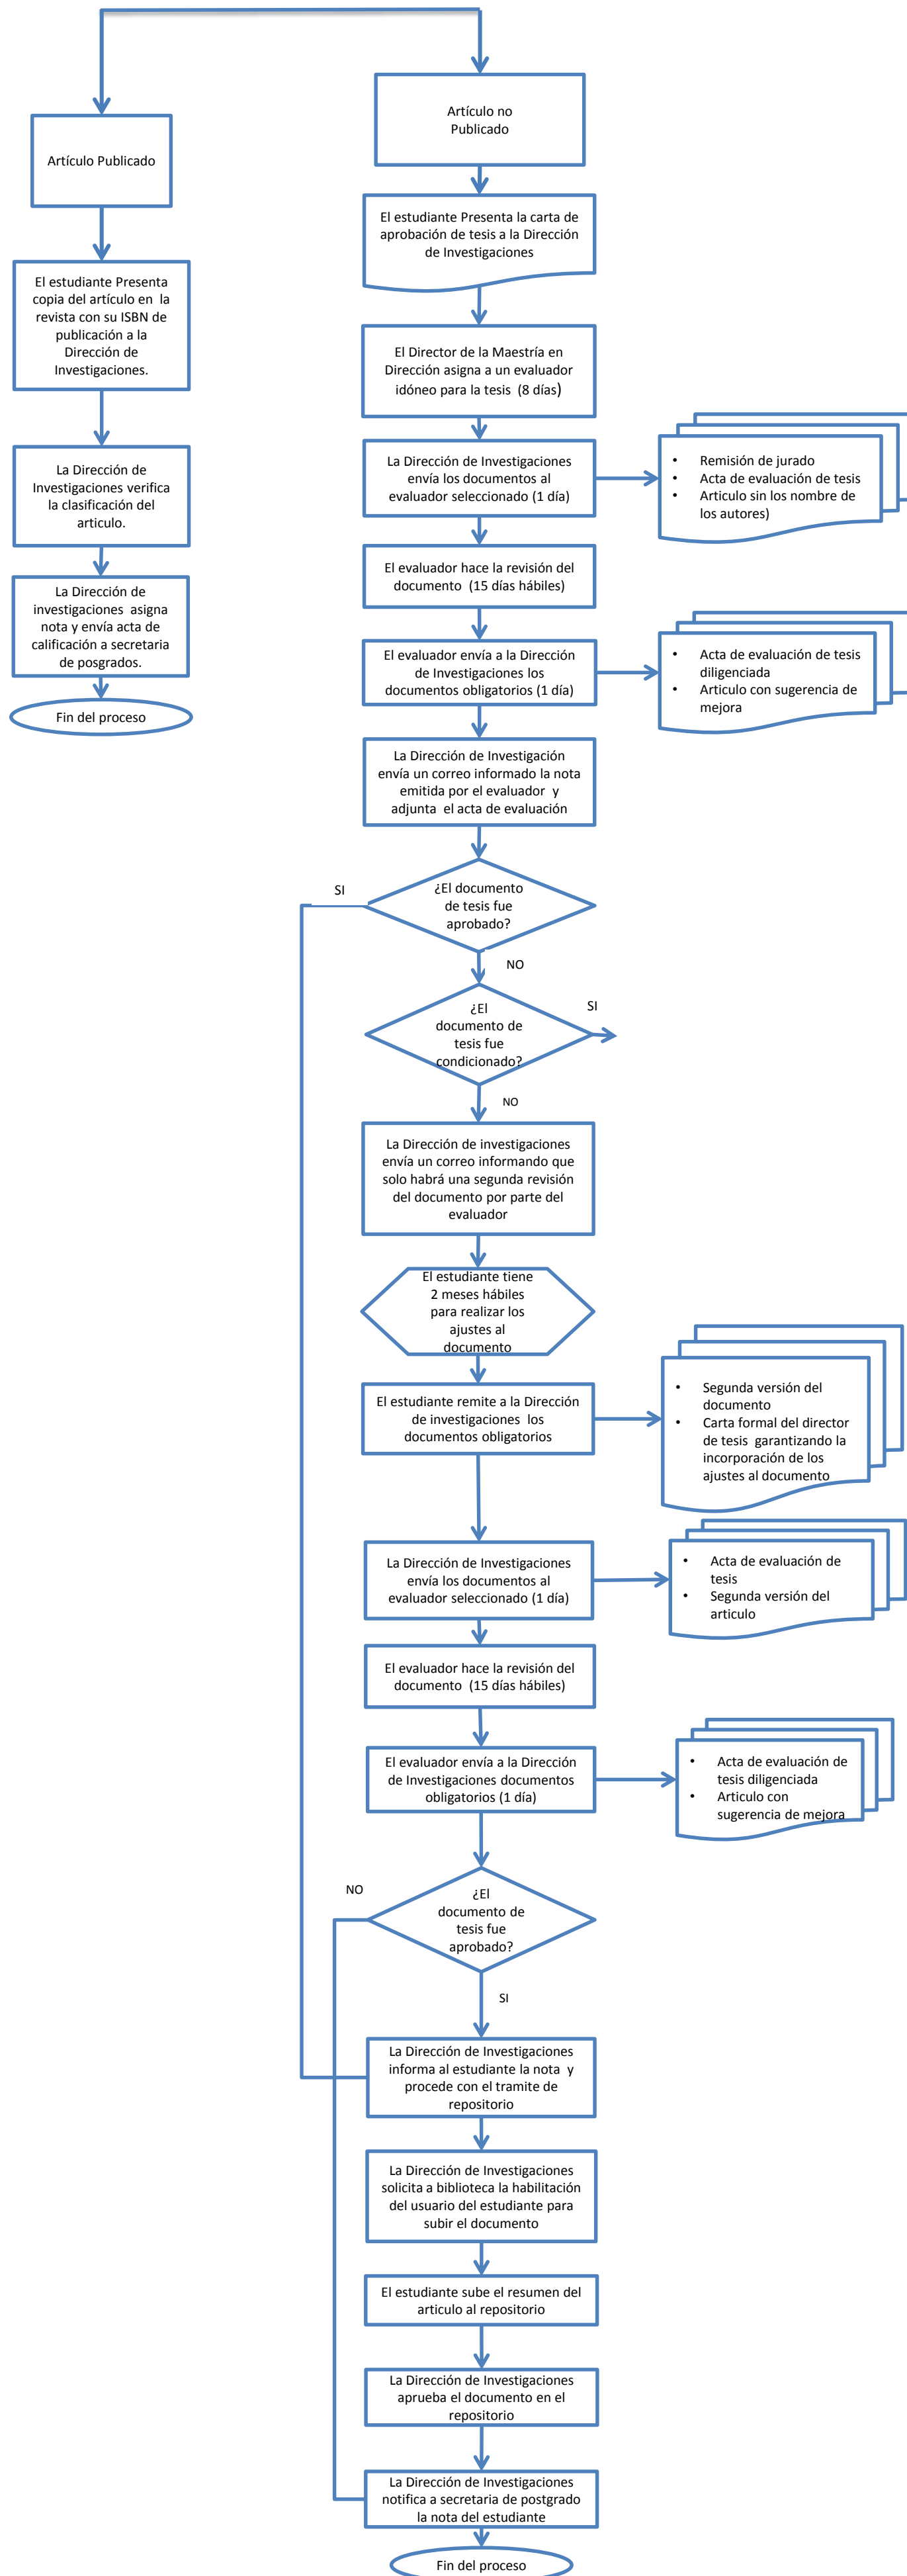 Artículo Publicado
El estudiante Presenta
copia del artículo en la
revista con su ISBN de
publicación a la
Dirección de
Investigaciones.
La Dirección de
Investigaciones verifica
la clasificación del
articulo.
La Dirección de
investigaciones asigna
nota y envía acta de
calificación a secretaria
de posgrados.
Fin del proceso
Artículo no
Publicado
El estudiante Presenta la carta de
aprobación de tesis a la Dirección
de Investigaciones
El Director de la Maestría en
Dirección asigna a un evaluador
idóneo para la tesis (8 días)
La Dirección de Investigaciones
envía los documentos al
evaluador seleccionado (1 día)
• Remisión de jurado
• Acta de evaluación de tesis
• Articulo sin los nombre de
los autores)
El evaluador hace la revisión del
documento (15 días hábiles)
El evaluador envía a la Dirección
de Investigaciones los
documentos obligatorios (1 día)
• Acta de evaluación de tesis
diligenciada
• Articulo con sugerencia de
mejora
La Dirección de Investigación
envía un correo informado la nota
emitida por el evaluador y
adjunta el acta de evaluación
SI
¿El documento
de tesis fue
aprobado?
NO
¿El
documento de
tesis fue
condicionado?
SI
NO
La Dirección de investigaciones
envía un correo informando que
solo habrá una segunda revisión
del documento por parte del
evaluador
El estudiante tiene
2 meses hábiles
para realizar los
ajustes al
documento
El estudiante remite a la Dirección
de investigaciones los
documentos obligatorios
• Segunda versión del
documento
• Carta formal del director
de tesis garantizando la
incorporación de los
ajustes al documento
La Dirección de Investigaciones
envía los documentos al
evaluador seleccionado (1 día)
• Acta de evaluación de
tesis
• Segunda versión del
articulo
El evaluador hace la revisión del
documento (15 días hábiles)
El evaluador envía a la Dirección
de Investigaciones documentos
obligatorios (1 día)
• Acta de evaluación de
tesis diligenciada
• Articulo con
sugerencia de mejora
NO
¿El
documento de
tesis fue
aprobado?
SI
La Dirección de Investigaciones
informa al estudiante la nota y
procede con el tramite de
repositorio
La Dirección de Investigaciones
solicita a biblioteca la habilitación
del usuario del estudiante para
subir el documento
El estudiante sube el resumen del
articulo al repositorio
La Dirección de Investigaciones
aprueba el documento en el
repositorio
La Dirección de Investigaciones
notifica a secretaria de postgrado
la nota del estudiante
Fin del proceso